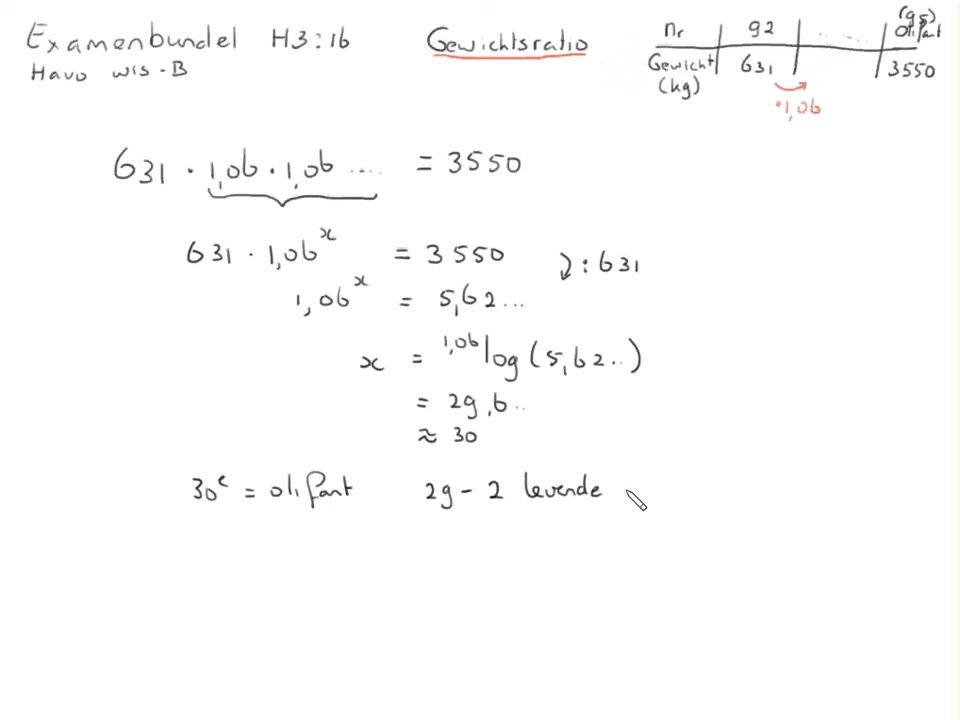 Examenbundel H3:16
Havo wis-B
Gewichtsratio
nr 92 ..... (95) olifant
Gewicht (kg) 631 3550
·1,06
631 · 1,06 · 1,06 .... = 3550
631 · 1,06^x = 3550 : 631
1,06^x = 5,62...
x = ^1,06 log (5,62..)
= 29,6..
≈ 30
30^e = olifant 29-2 levende